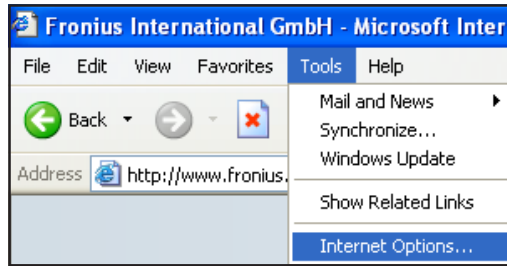 Fronius International GmbH - Microsoft Inter
File Edit View Favorites Tools Help
Back
Mail and News
Synchronize...
Windows Update
Address http://www.fronius.
Show Related Links
Internet Options...